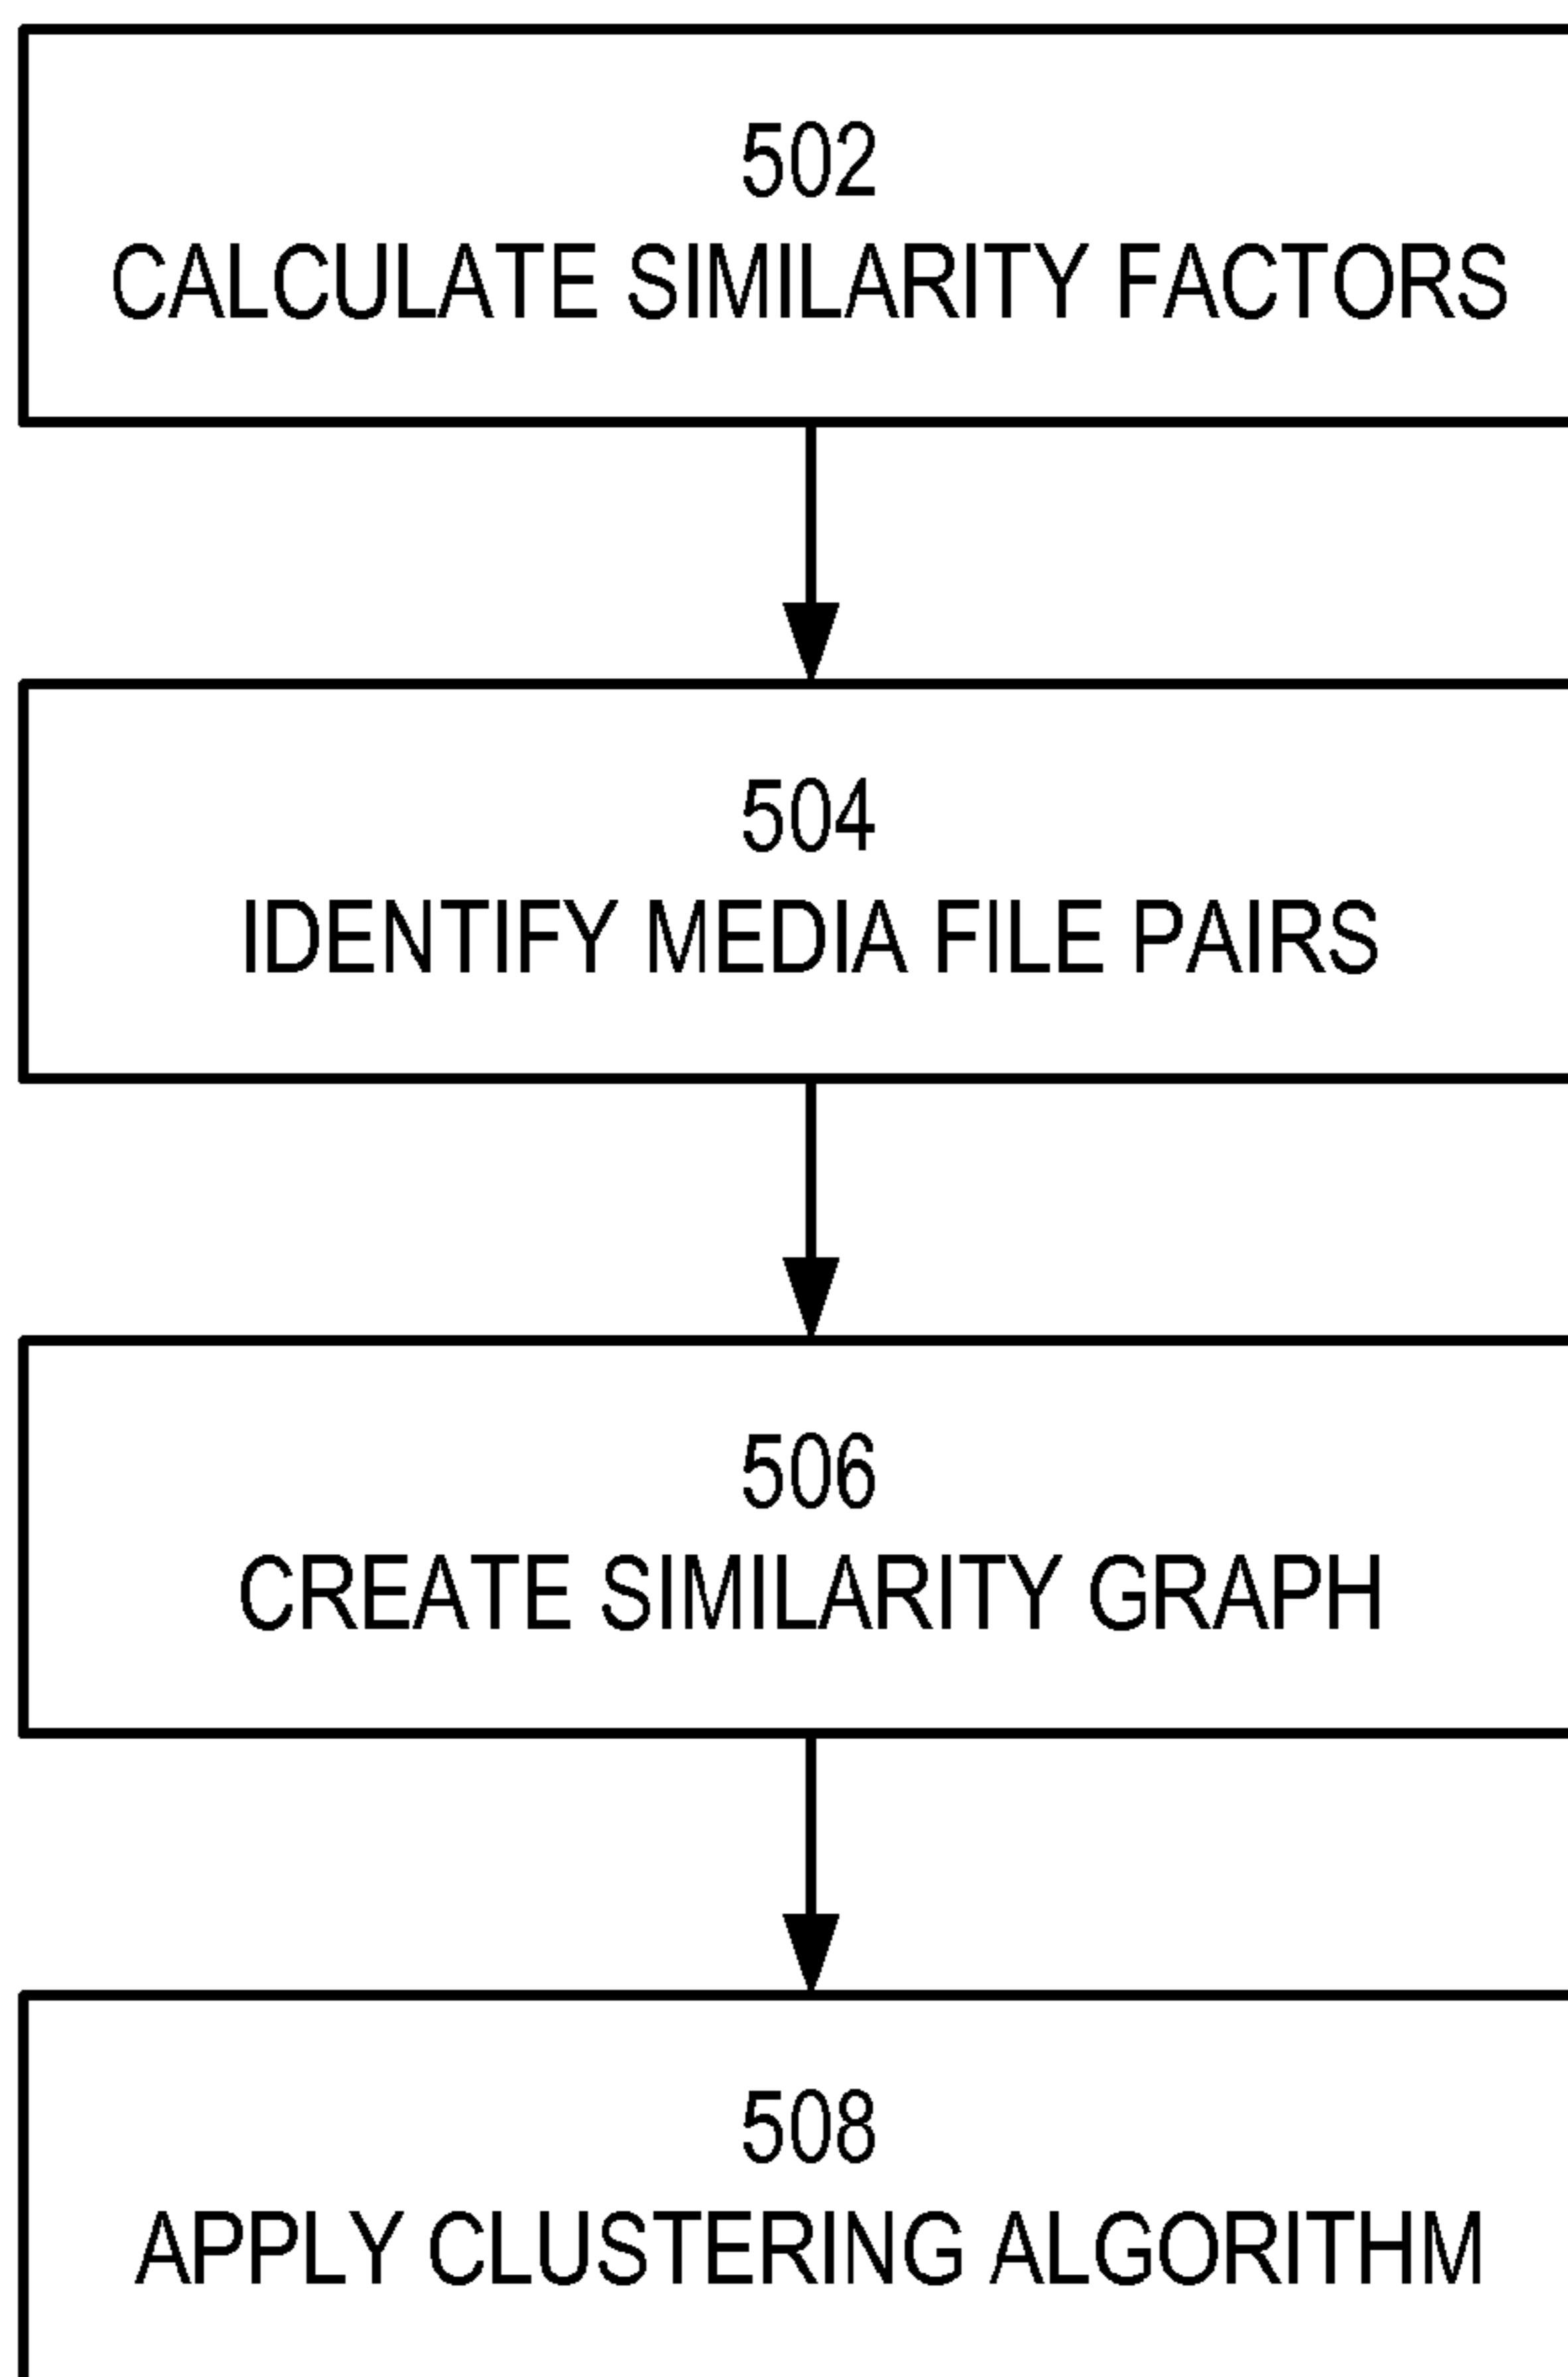 502
CALCULATE SIMILARITY FACTORS
504
IDENTIFY MEDIA FILE PAIRS
506
CREATE SIMILARITY GRAPH
508
APPLY CLUSTERING ALGORITHM